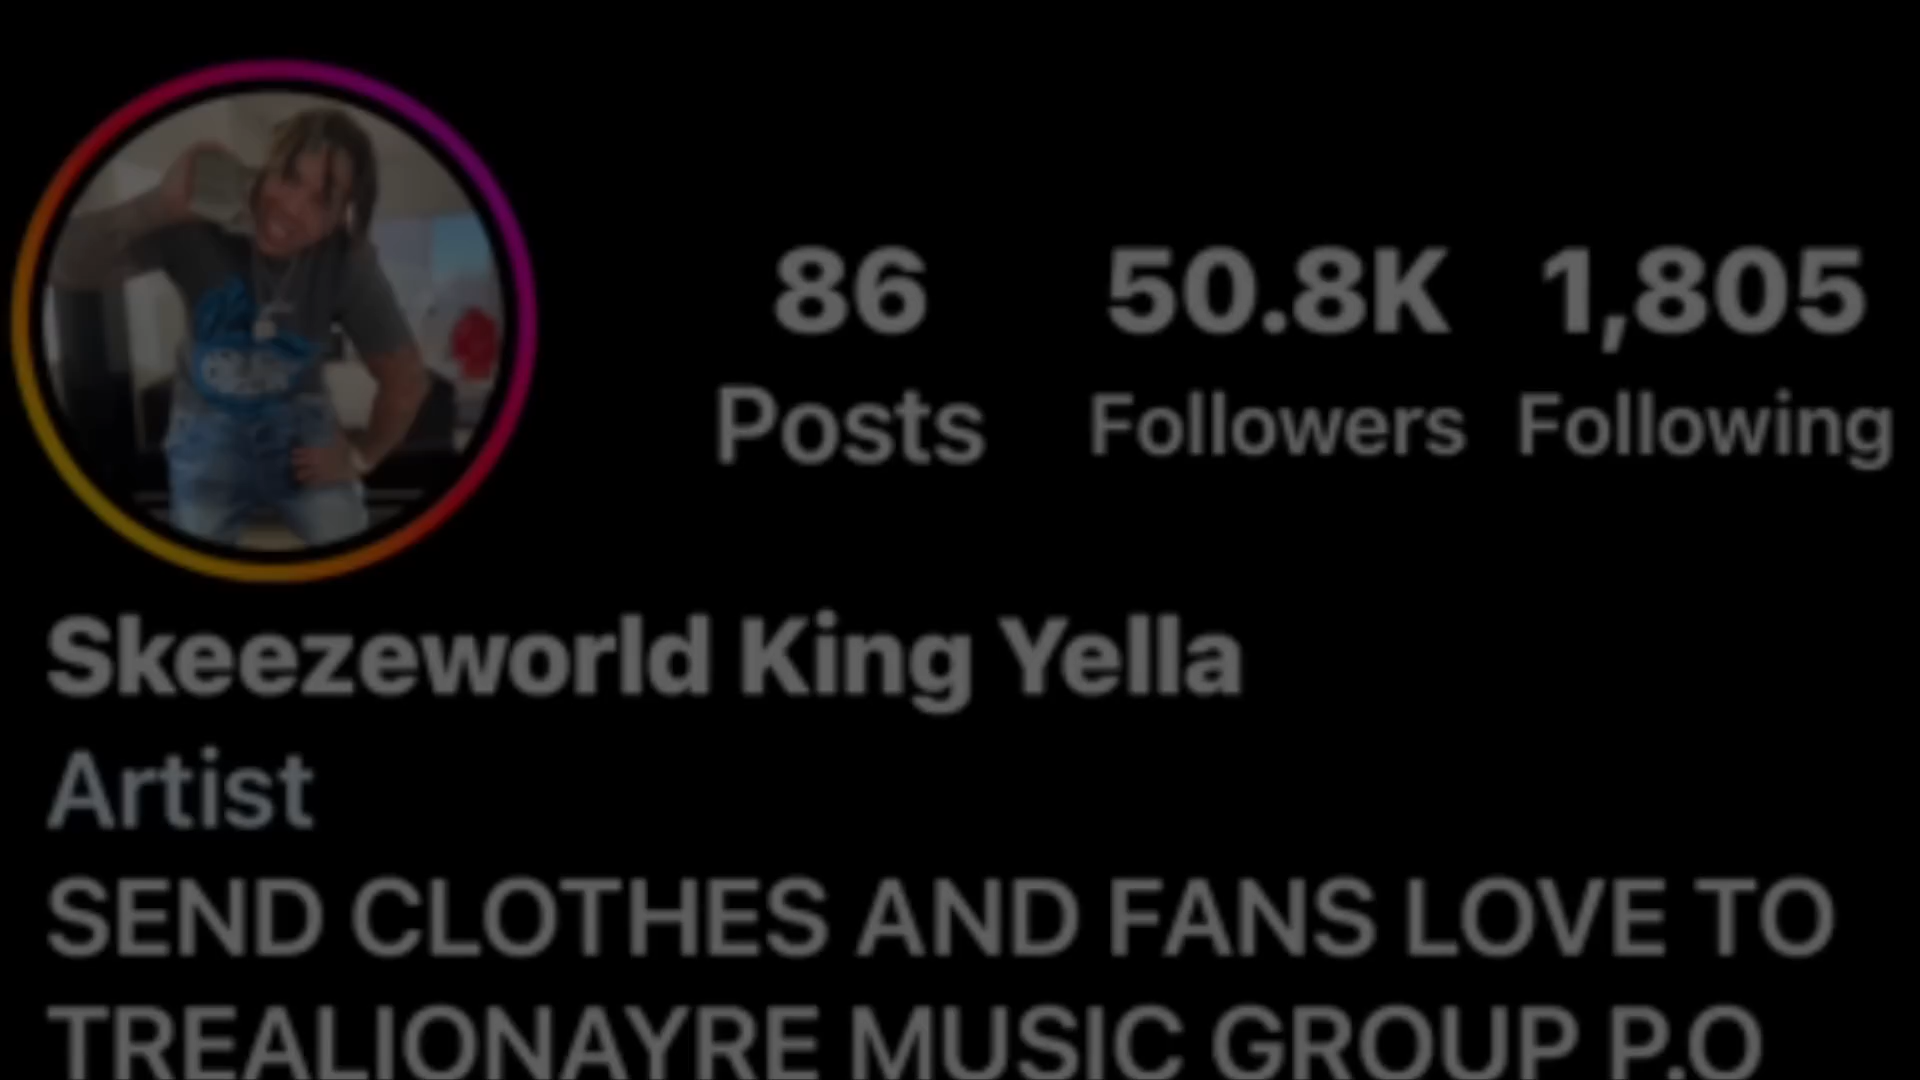 86 50.8K 1,805
Posts Followers Following
Skeezeworld King Yella
Artist
SEND CLOTHES AND FANS LOVE TO
TREALIONAYRE MUSIC GROUP P.O